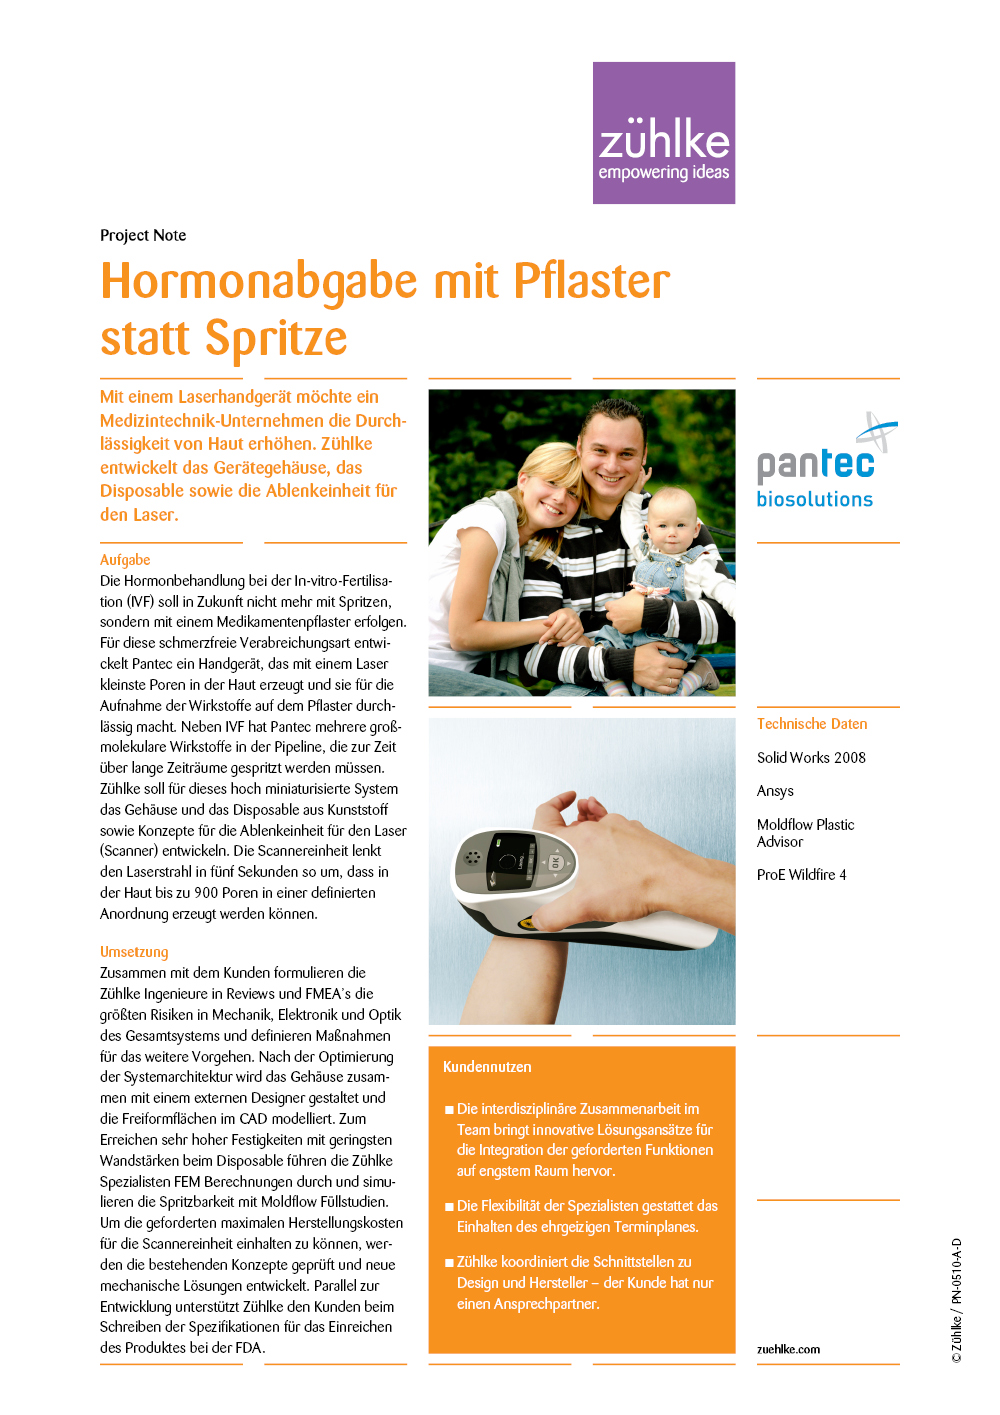 zühlke
empowering ideas
Project Note
Hormonabgabe mit Pflaster
statt Spritze
Mit einem Laserhandgerät möchte ein
Medizintechnik-Unternehmen die Durch-
lässigkeit von Haut erhöhen. Zühlke
entwickelt das Gerätegehäuse, das
Disposable sowie die Ablenkeinheit für
den Laser.
Aufgabe
Die Hormonbehandlung bei der In-vitro-Fertilisa-
tion (IVF) soll in Zukunft nicht mehr mit Spritzen,
sondern mit einem Medikamentenpflaster erfolgen.
Für diese schmerzfreie Verabreichungsart entwi-
ckelt Pantec ein Handgerät, das mit einem Laser
kleinste Poren in der Haut erzeugt und sie für die
Aufnahme der Wirkstoffe auf dem Pflaster durch-
lässig macht. Neben IVF hat Pantec mehrere groß-
molekulare Wirkstoffe in der Pipeline, die zur Zeit
über lange Zeiträume gespritzt werden müssen.
Zühlke soll für dieses hoch miniaturisierte System
das Gehäuse und das Disposable aus Kunststoff
sowie Konzepte für die Ablenkeinheit für den Laser
(Scanner) entwickeln. Die Scannereinheit lenkt
den Laserstrahl in fünf Sekunden so um, dass in
der Haut bis zu 900 Poren in einer definierten
Anordnung erzeugt werden können.
Umsetzung
Zusammen mit dem Kunden formulieren die
Zühlke Ingenieure in Reviews und FMEA's die
größten Risiken in Mechanik, Elektronik und Optik
des Gesamtsystems und definieren Maßnahmen
für das weitere Vorgehen. Nach der Optimierung
der Systemarchitektur wird das Gehäuse zusam-
men mit einem externen Designer gestaltet und
die Freiformflächen im CAD modelliert. Zum
Erreichen sehr hoher Festigkeiten mit geringsten
Wandstärken beim Disposable führen die Zühlke
Spezialisten FEM Berechnungen durch und simu-
lieren die Spritzbarkeit mit Moldflow Füllstudien.
Um die geforderten maximalen Herstellungskosten
für die Scannereinheit einhalten zu können, wer-
den die bestehenden Konzepte geprüft und neue
mechanische Lösungen entwickelt. Parallel zur
Entwicklung unterstützt Zühlke den Kunden beim
Schreiben der Spezifikationen für das Einreichen
des Produktes bei der FDA.
OK
Kundennutzen
Die interdisziplinäre Zusammenarbeit im
Team bringt innovative Lösungsansätze für
die Integration der geforderten Funktionen
auf engstem Raum hervor.
Die Flexibilität der Spezialisten gestattet das
Einhalten des ehrgeizigen Terminplanes.
Zühlke koordiniert die Schnittstellen zu
Design und Hersteller – der Kunde hat nur
einen Ansprechpartner.
pantec
biosolutions
Technische Daten
Solid Works 2008
Ansys
Moldflow Plastic
Advisor
ProE Wildfire 4
zuehlke.com
© Zühlke / PN-0510-A-D